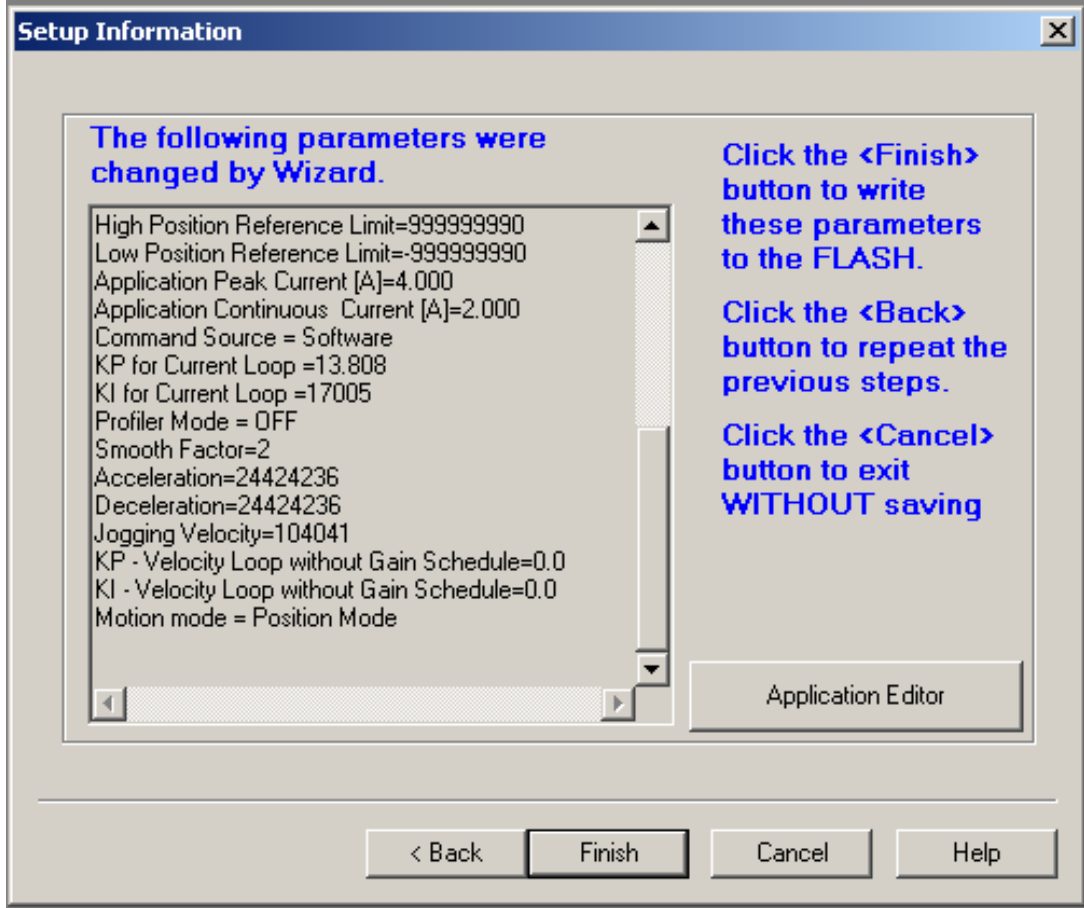 Setup Information
The following parameters were
changed by Wizard.
High Position Reference Limit=999999990
Low Position Reference Limit=-999999990
Application Peak Current [A]=4.000
Application Continuous  Current [A]=2.000
Command Source = Software
KP for Current Loop =13.808
KI for Current Loop =17005
Profiler Mode = OFF
Smooth Factor=2
Acceleration=24424236
Deceleration=24424236
Jogging Velocity=104041
KP - Velocity Loop without Gain Schedule=0.0
KI - Velocity Loop without Gain Schedule=0.0
Motion mode = Position Mode
Click the <Finish>
button to write
these parameters
to the FLASH.
Click the <Back>
button to repeat the
previous steps.
Click the <Cancel>
button to exit
WITHOUT saving
Application Editor
< Back
Finish
Cancel
Help